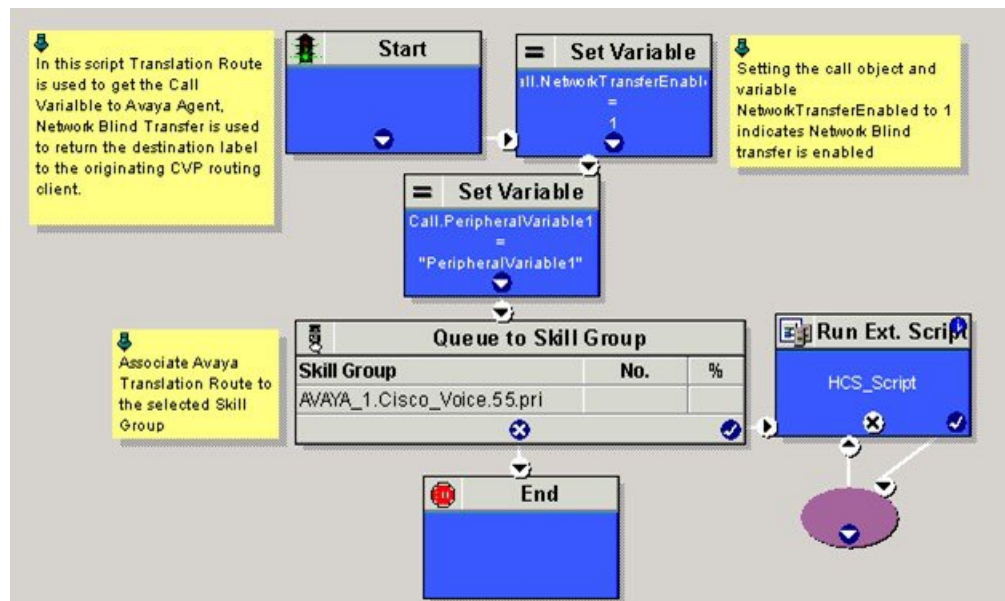 In this script Translation Route
is used to get the Call
Varialble to Avaya Agent,
Network Blind Transfer is used
to return the destination label
to the originating CVP routing
client.
Start
= Set Variable
=
1
Setting the call object and
variable
NetworkTransferEnabled to 1
indicates Network Blind
transfer is enabled
= Set Variable
Call.PeripheralVariable1
=
"PeripheralVariable1"
Associate Avaya
Translation Route to
the selected Skill
Group
Queue to Skill Group
Skill Group No. %
AVAYA_1.Cisco_Voice.55.pri
Run Ext. Script
HCS_Script
End